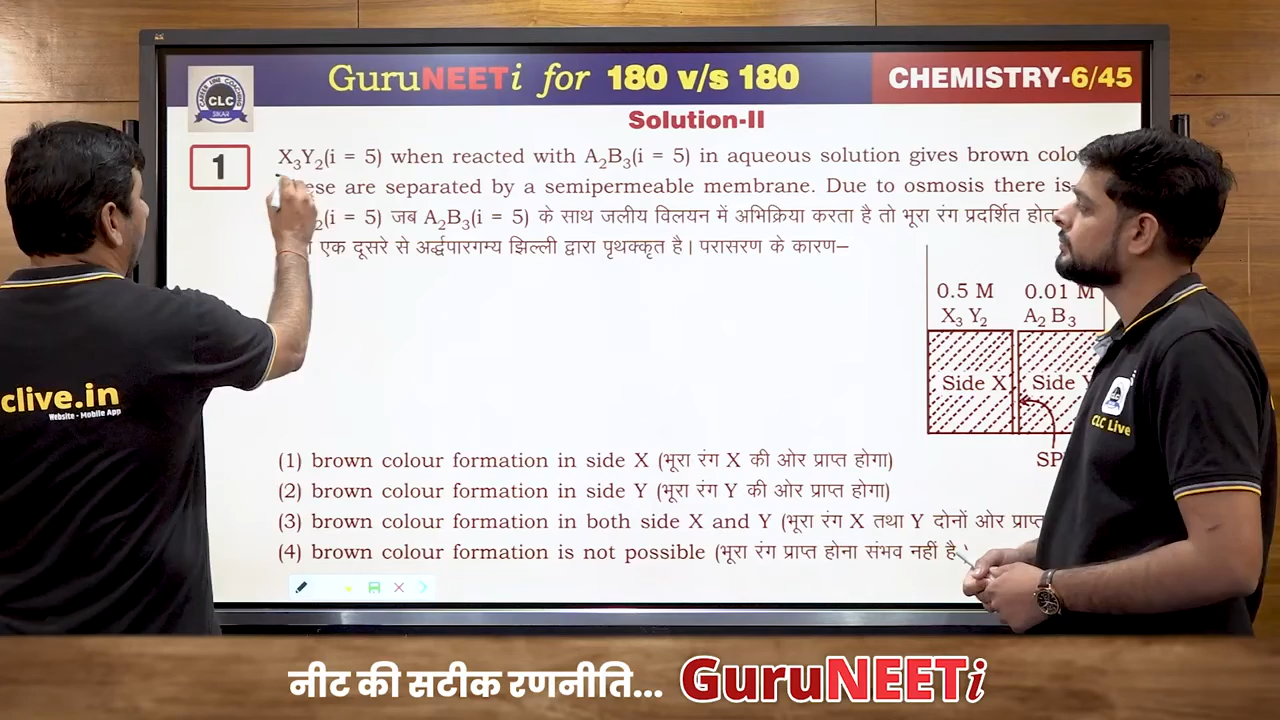 GuruNEETi for 180 v/s 180
CHEMISTRY-6/45
CLC
SIKAR
Solution-II
1
X₃Y₂(i = 5) when reacted with A₂B₃(i = 5) in aqueous solution gives brown
are separated by a semipermeable membrane. Due to osmosis there is
(i = 5) जब A₂B₃(i = 5) के साथ जलीय विलयन में अभिक्रिया करता है तो भूरा रंग प्रदर्शित
एक दूसरे से अर्द्धपारगम्य झिल्ली द्वारा पृथक्कृत है। परासरण के कारण–
0.5 M 0.01 M
X₃ Y₂ A₂ B₃
Side X Side
(1) brown colour formation in side X (भूरा रंग X की ओर प्राप्त होगा)
(2) brown colour formation in side Y (भूरा रंग Y की ओर प्राप्त होगा)
(3) brown colour formation in both side X and Y (भूरा रंग X तथा Y दोनों ओर
(4) brown colour formation is not possible (भूरा रंग प्राप्त होना संभव नहीं है
clive.in
Website - Mobile App
CLC Live
नीट की सटीक रणनीति... GuruNEETi